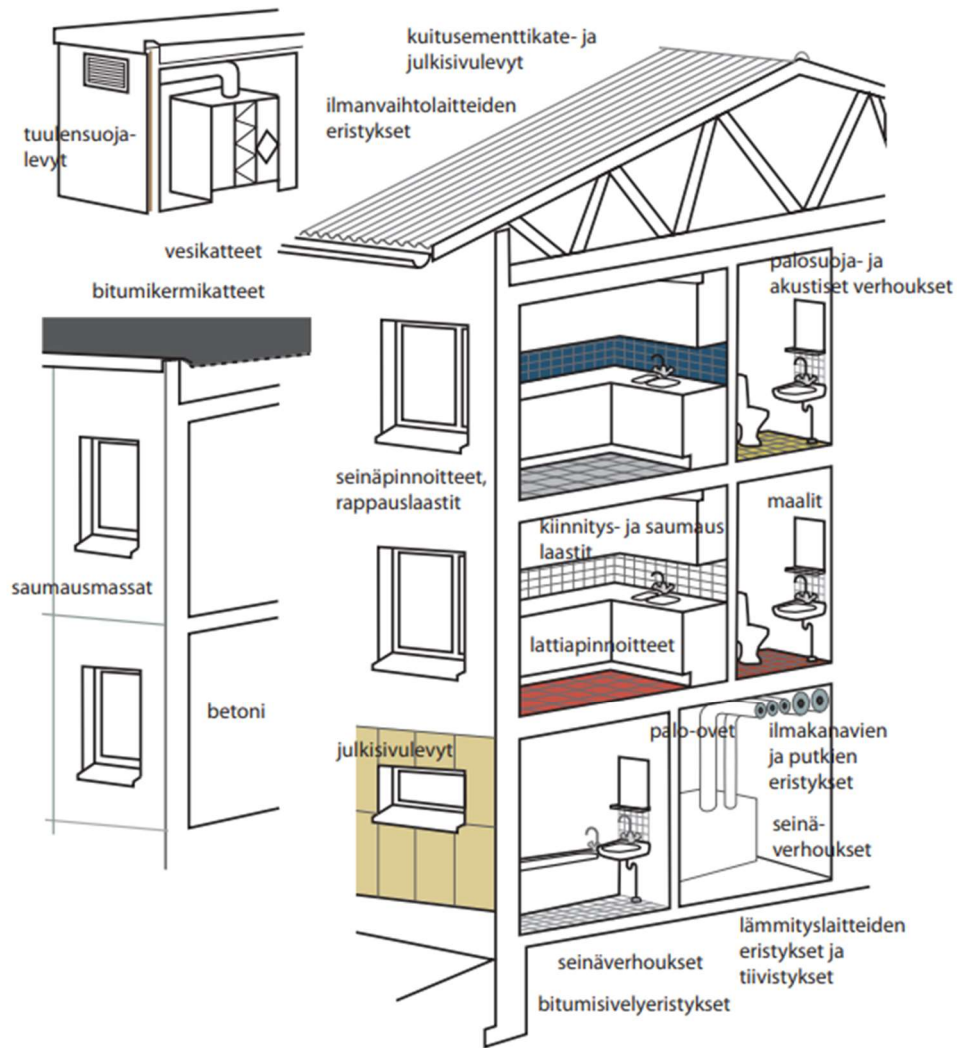 kuitusementtikate- ja
julkisivulevyt
ilmanvaihtolaitteiden
eristykset
tuulensuoja-
levyt
vesikatteet
bitumikermikatteet
palosuoja- ja
akustiset verhoukset
seinäpinnoitteet,
rappauslaastit
maalit
kiinnitys- ja saumaus
laastit
saumausmassat
lattiapinnoitteet
betoni
julkisivulevyt
palo-ovet
ilmakanavien
ja putkien
eristykset
seinä-
verhoukset
lämmityslaitteiden
eristykset ja
tiivistykset
seinäverhoukset
bitumisivelyeristykset